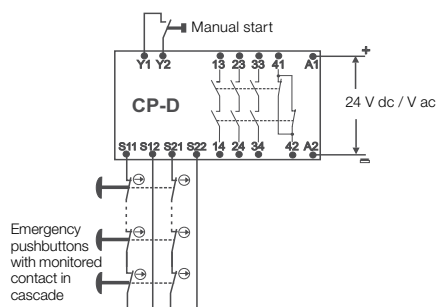 Manual start
Y1 Y2 13 23 33 41 A1 +
CP-D
24 V dc / V ac
S11 S12 S21 S22 14 24 34 42 A2
Emergency
pushbuttons
with monitored
contact in
cascade